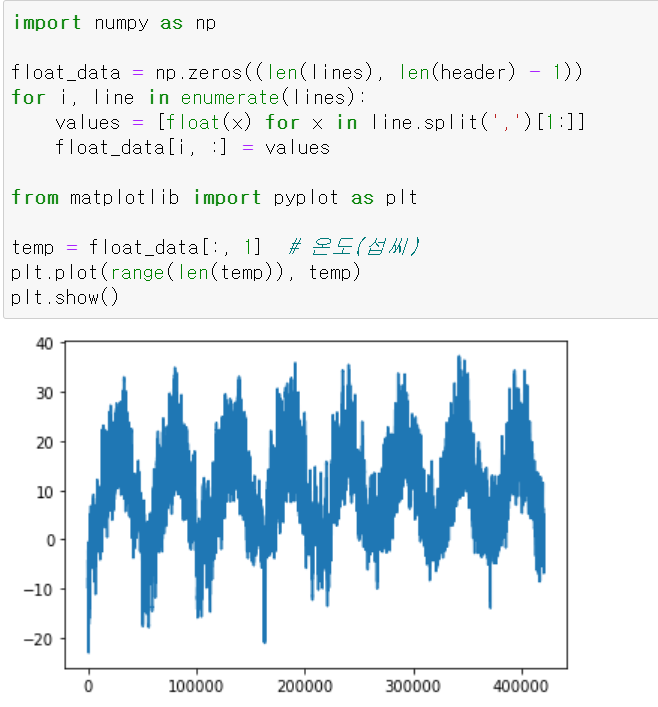 import numpy as np
float_data = np.zeros((len(lines), len(header) - 1))
for i, line in enumerate(lines):
    values = [float(x) for x in line.split(',')[1:]]
    float_data[i, :] = values
from matplotlib import pyplot as plt
temp = float_data[:, 1]  # 온도(섭씨)
plt.plot(range(len(temp)), temp)
plt.show()
40
30
20
10
0
−10
−20
0 100000 200000 300000 400000